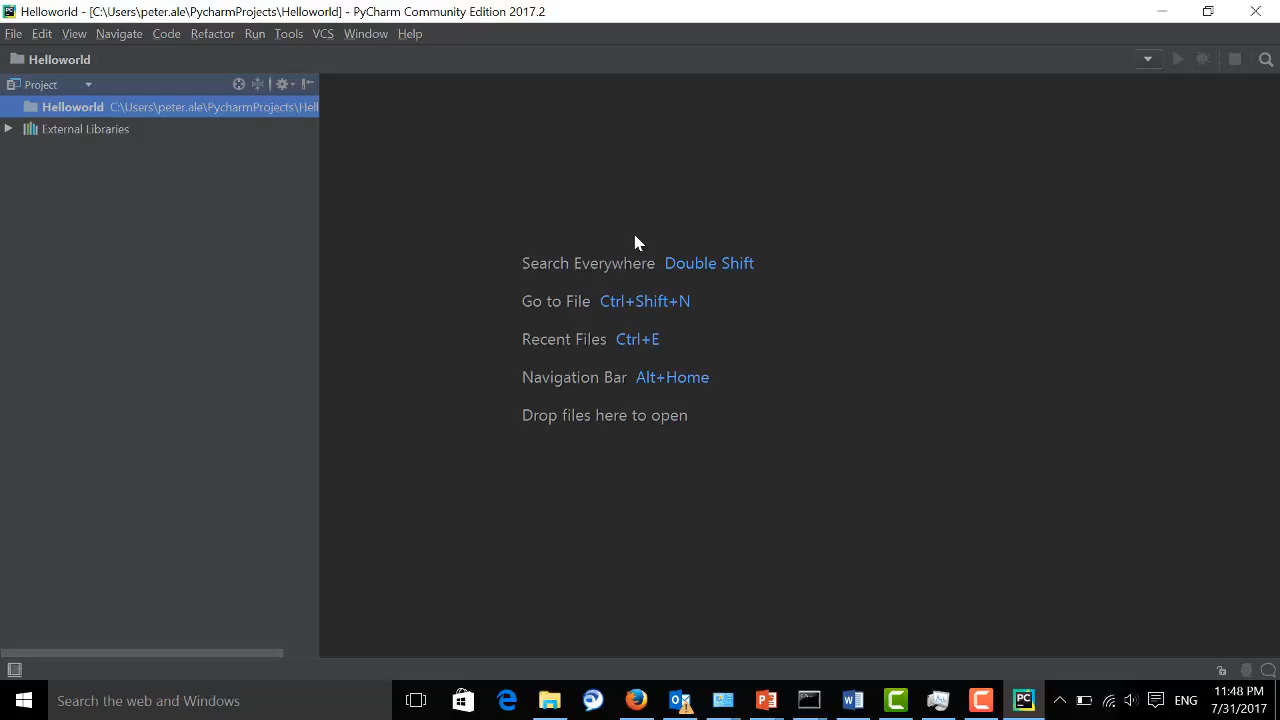 Helloworld - [C:\Users\peter.ale\PycharmProjects\Helloworld] - PyCharm Community Edition 2017.2
File Edit View Navigate Code Refactor Run Tools VCS Window Help
Helloworld
Project
Helloworld C:\Users\peter.ale\PycharmProjects\Hell
External Libraries
Search Everywhere Double Shift
Go to File Ctrl+Shift+N
Recent Files Ctrl+E
Navigation Bar Alt+Home
Drop files here to open
Search the web and Windows
ENG
11:48 PM
7/31/2017